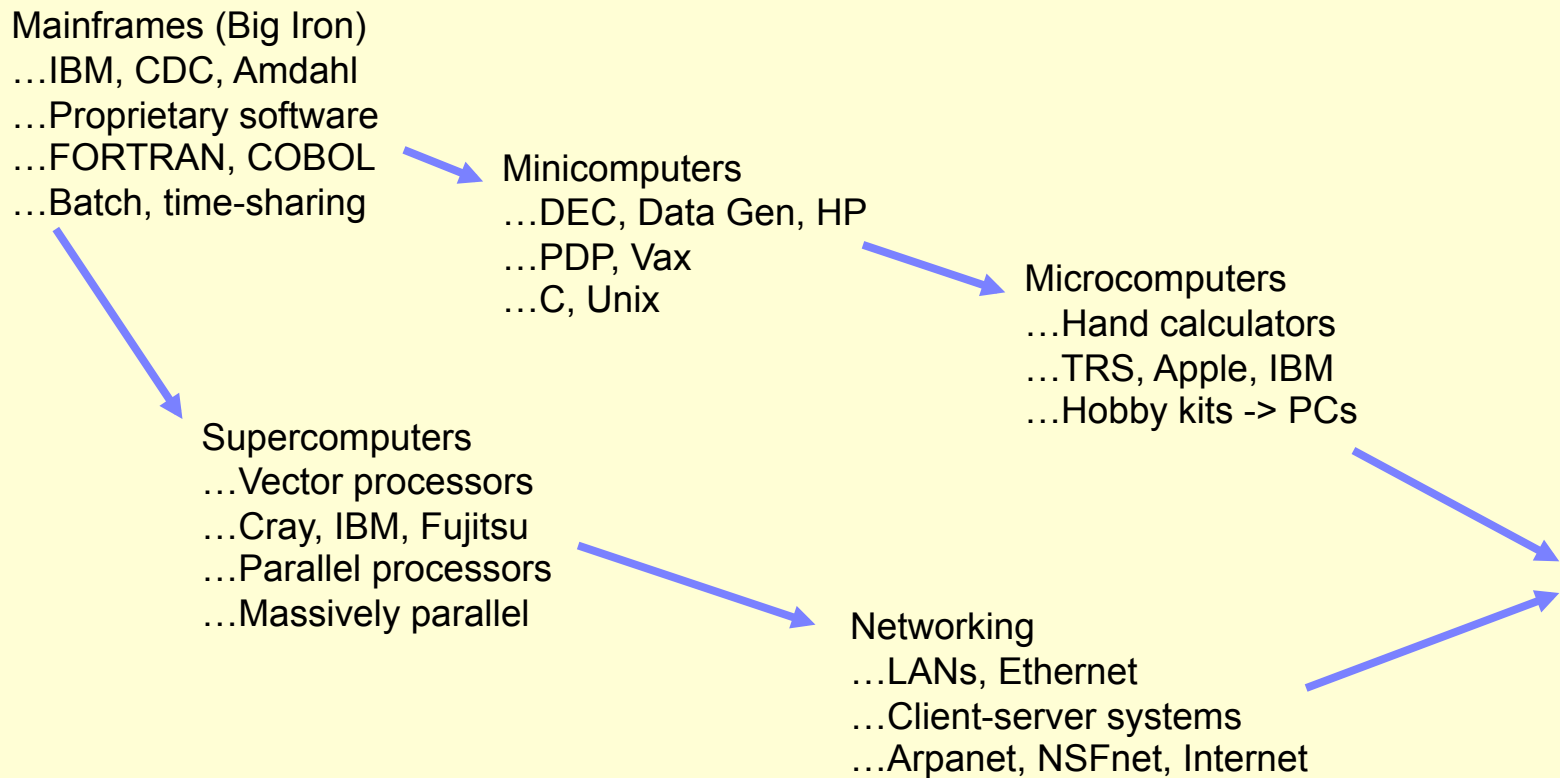 Mainframes (Big Iron)
…IBM, CDC, Amdahl
…Proprietary software
…FORTRAN, COBOL
…Batch, time-sharing
Minicomputers
…DEC, Data Gen, HP
…PDP, Vax
…C, Unix
Microcomputers
…Hand calculators
…TRS, Apple, IBM
…Hobby kits -> PCs
Supercomputers
…Vector processors
…Cray, IBM, Fujitsu
…Parallel processors
…Massively parallel
Networking
…LANs, Ethernet
…Client-server systems
…Arpanet, NSFnet, Internet